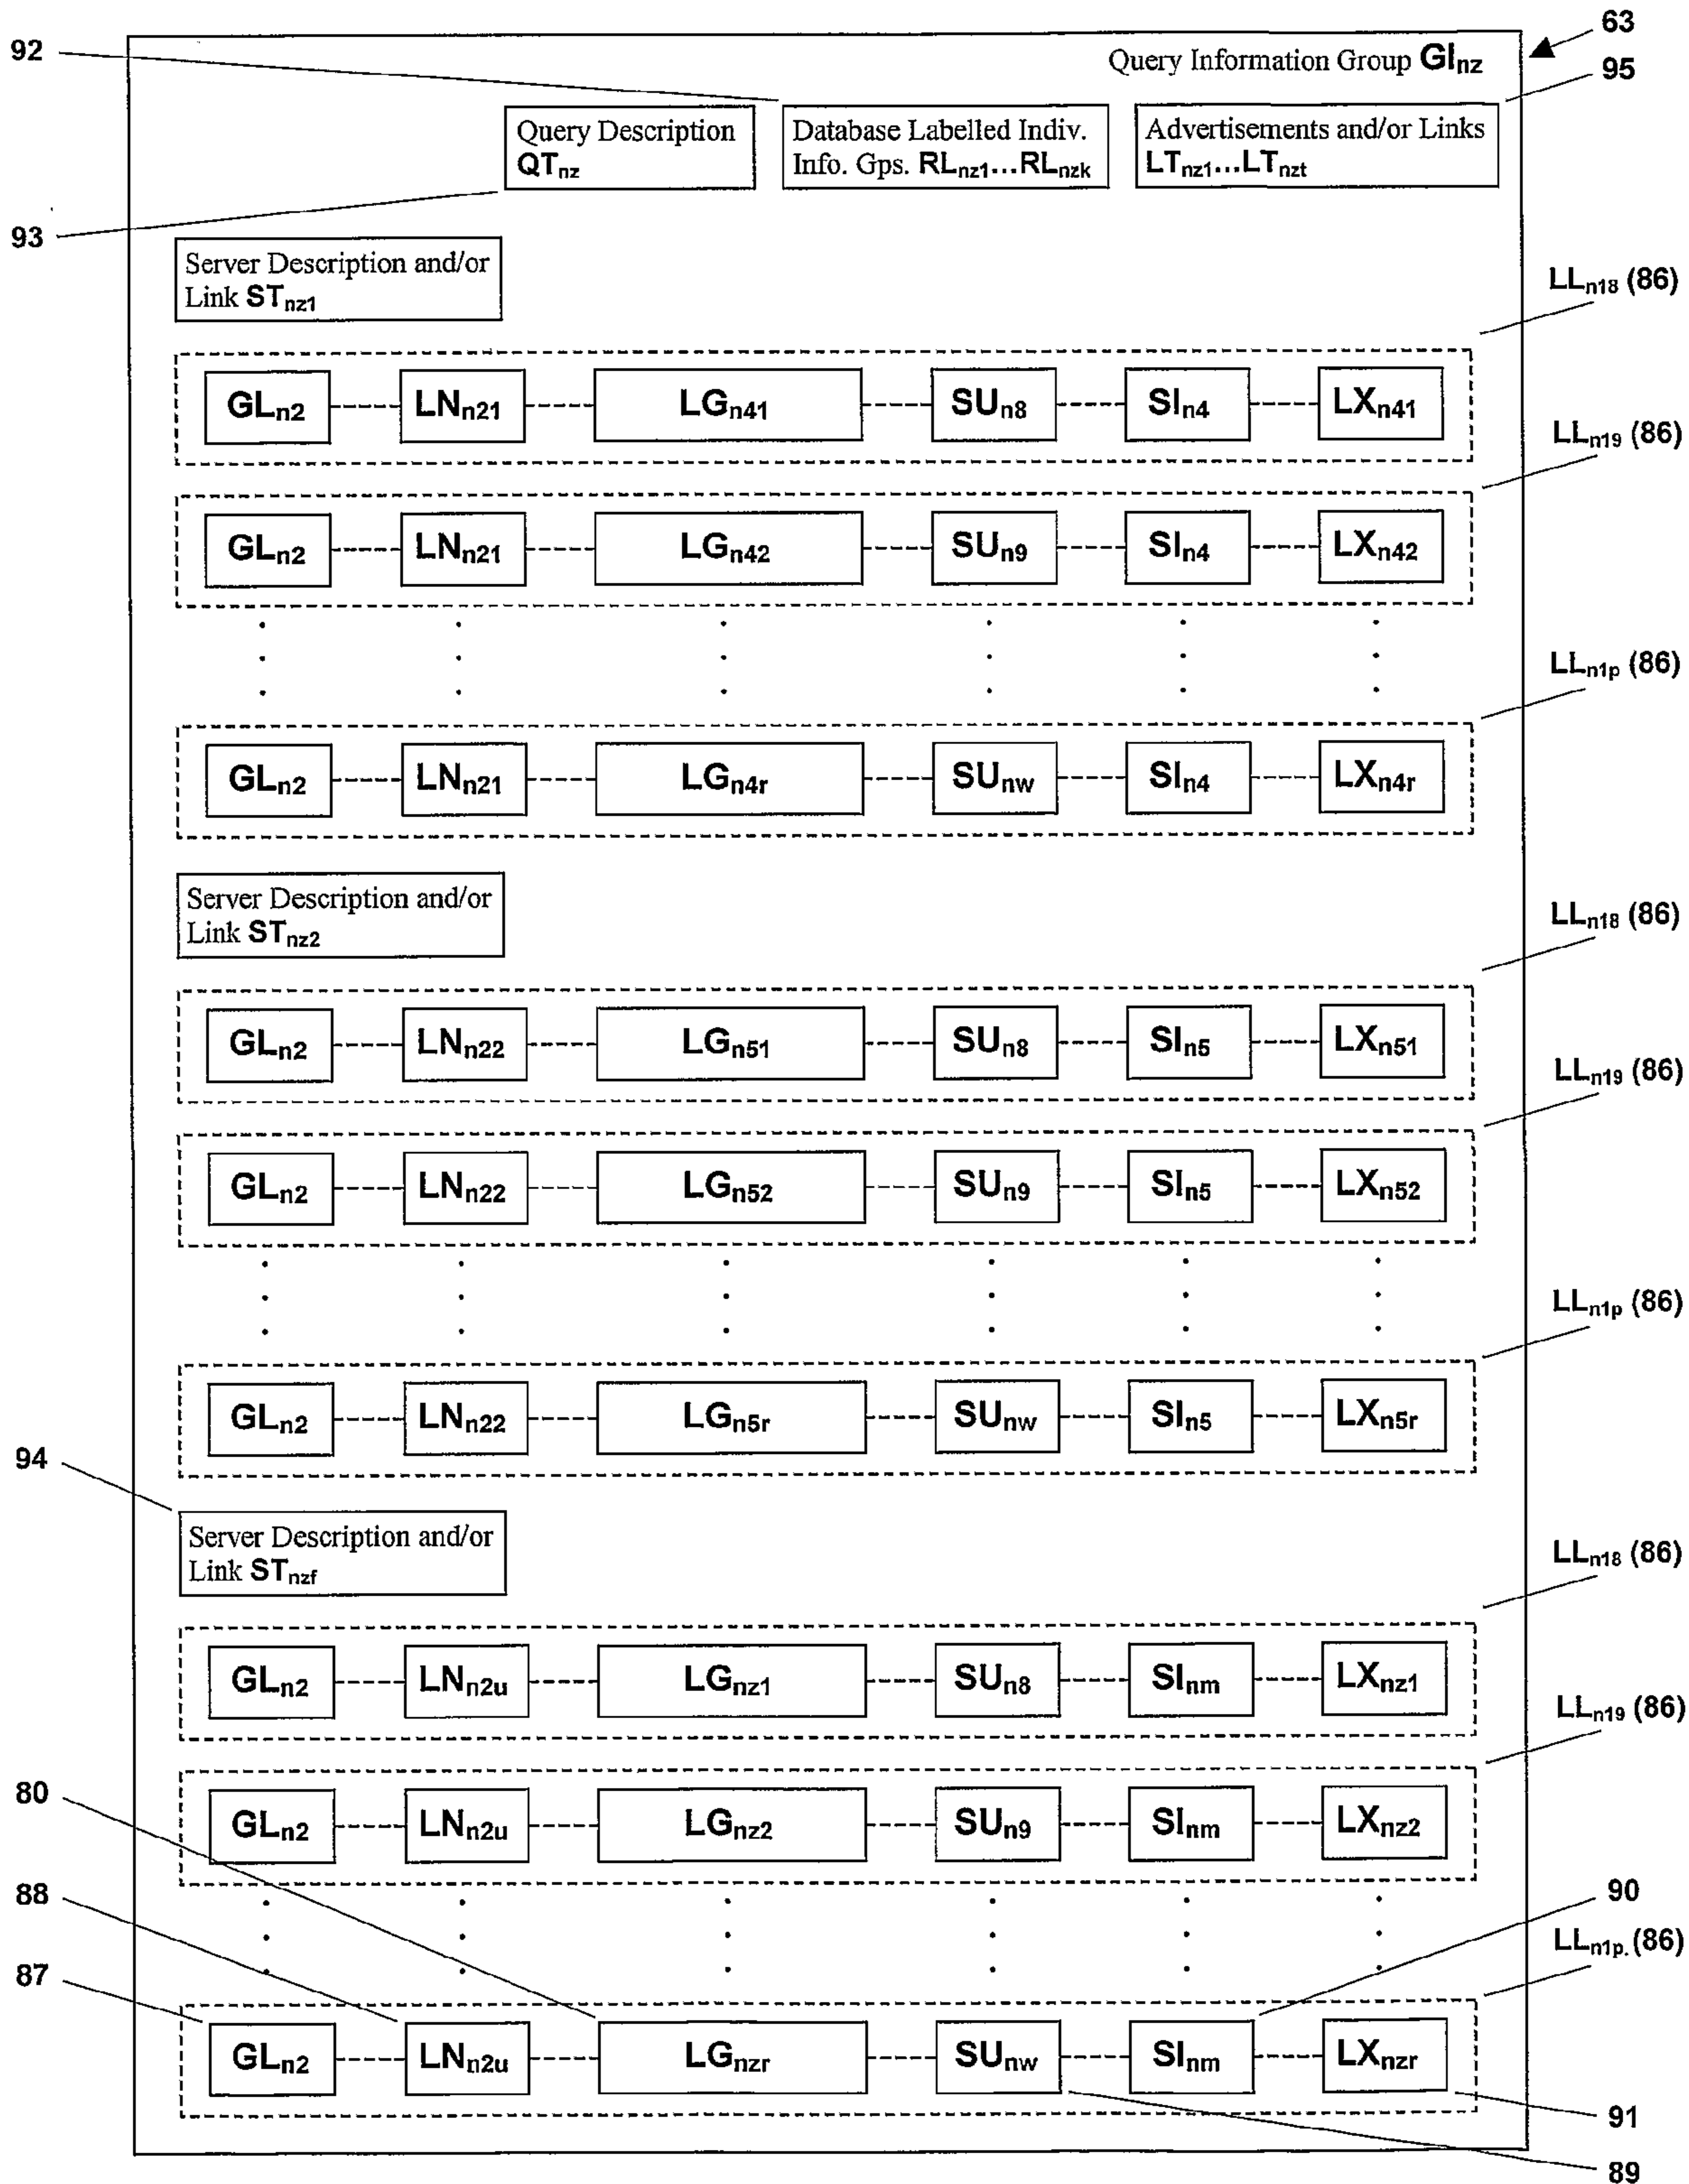 63
92
Query Information Group GInz
95
Query Description
QTnz
Database Labelled Indiv.
Info. Gps. RLnz1...RLnzk
Advertisements and/or Links
LTnz1...LTnzt
93
Server Description and/or
Link STnz1
LLn18 (86)
GLn2 LNn21 LGn41 SUn8 SIn4 LXn41
LLn19 (86)
GLn2 LNn21 LGn42 SUn9 SIn4 LXn42
LLn1p (86)
GLn2 LNn21 LGn4r SUnw SIn4 LXn4r
Server Description and/or
Link STnz2
LLn18 (86)
GLn2 LNn22 LGn51 SUn8 SIn5 LXn51
LLn19 (86)
GLn2 LNn22 LGn52 SUn9 SIn5 LXn52
LLn1p (86)
GLn2 LNn22 LGn5r SUnw SIn5 LXn5r
94
Server Description and/or
Link STnzf
LLn18 (86)
GLn2 LNn2u LGnz1 SUn8 SInm LXnz1
LLn19 (86)
80
GLn2 LNn2u LGnz2 SUn9 SInm LXnz2
88
90
LLn1p. (86)
87
GLn2 LNn2u LGnzr SUnw SInm LXnzr
91
89